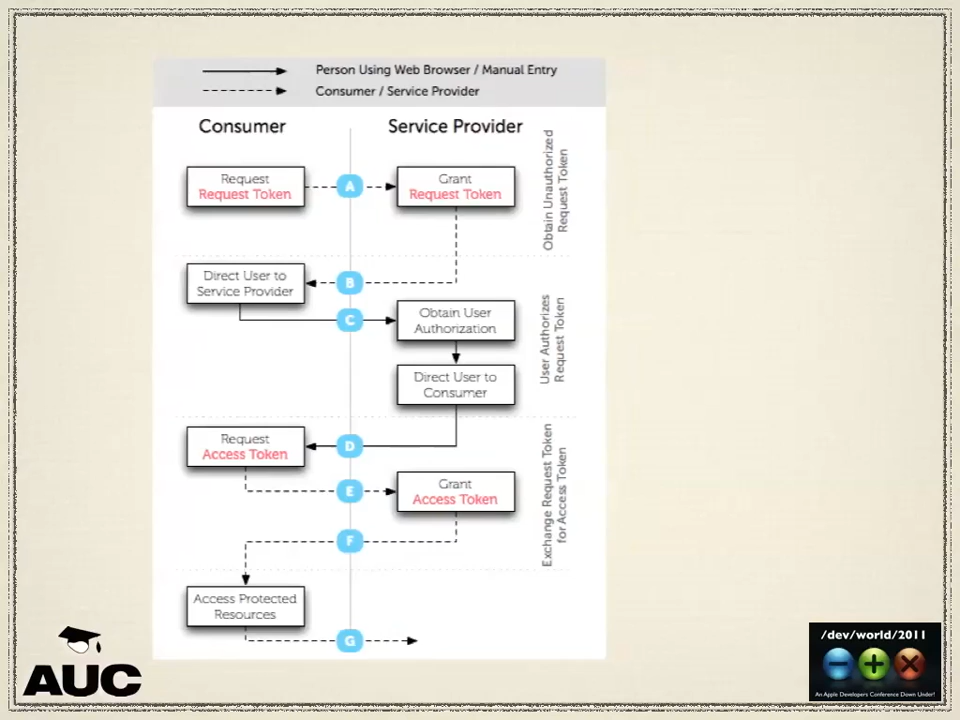 Person Using Web Browser / Manual Entry
Consumer / Service Provider
Consumer
Service Provider
Request
Request Token
A
Grant
Request Token
Obtain Unauthorized
Request Token
Direct User to
Service Provider
B
C
Obtain User
Authorization
User Authorizes
Request Token
Direct User to
Consumer
Request
Access Token
D
E
Grant
Access Token
Exchange Request Token
for Access Token
F
Access Protected
Resources
G
AUC
/dev/world/2011
An Apple Developers Conference Down Under!